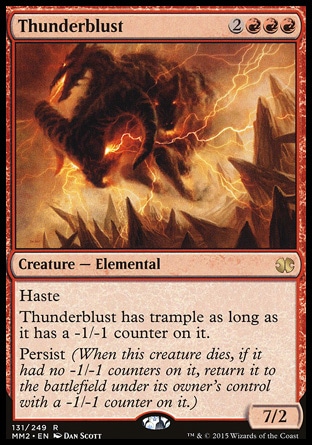 Thunderblust 2
Creature — Elemental
Haste
Thunderblust has trample as long as
it has a -1/-1 counter on it.
Persist (When this creature dies, if it
had no -1/-1 counters on it, return it to
the battlefield under its owner's control
with a -1/-1 counter on it.)
7/2
131/249 R
MM2 • EN Dan Scott
™ & © 2015 Wizards of the Coast